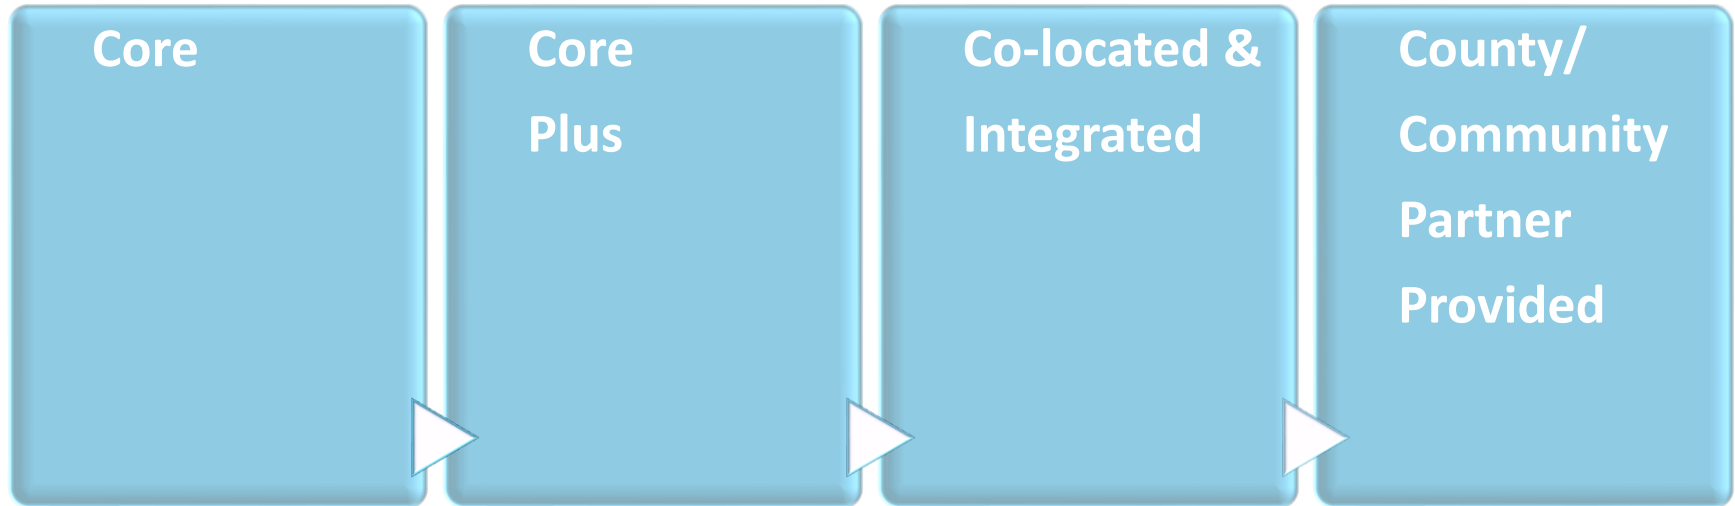 Core
Core
Plus
Co-located &
Integrated
County/
Community
Partner
Provided